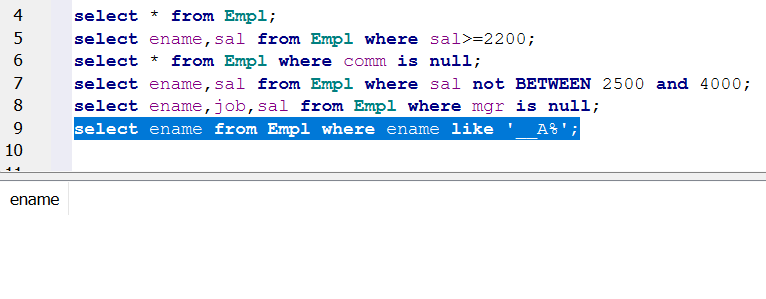 4 select * from Empl;
5 select ename,sal from Empl where sal>=2200;
6 select * from Empl where comm is null;
7 select ename,sal from Empl where sal not BETWEEN 2500 and 4000;
8 select ename,job,sal from Empl where mgr is null;
9 select ename from Empl where ename like '__A%';
10
ename